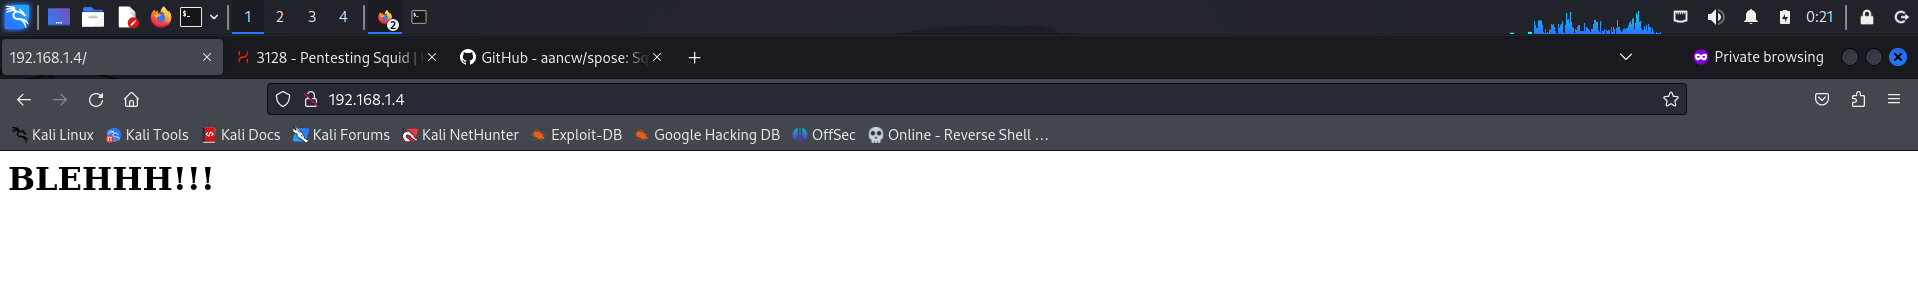 1 2 3 4 2 0:21
192.168.1.4/ 3128 - Pentesting Squid | GitHub - aancw/spose: Sq Private browsing
192.168.1.4
Kali Linux Kali Tools Kali Docs Kali Forums Kali NetHunter Exploit-DB Google Hacking DB OffSec Online - Reverse Shell …
BLEHHH!!!